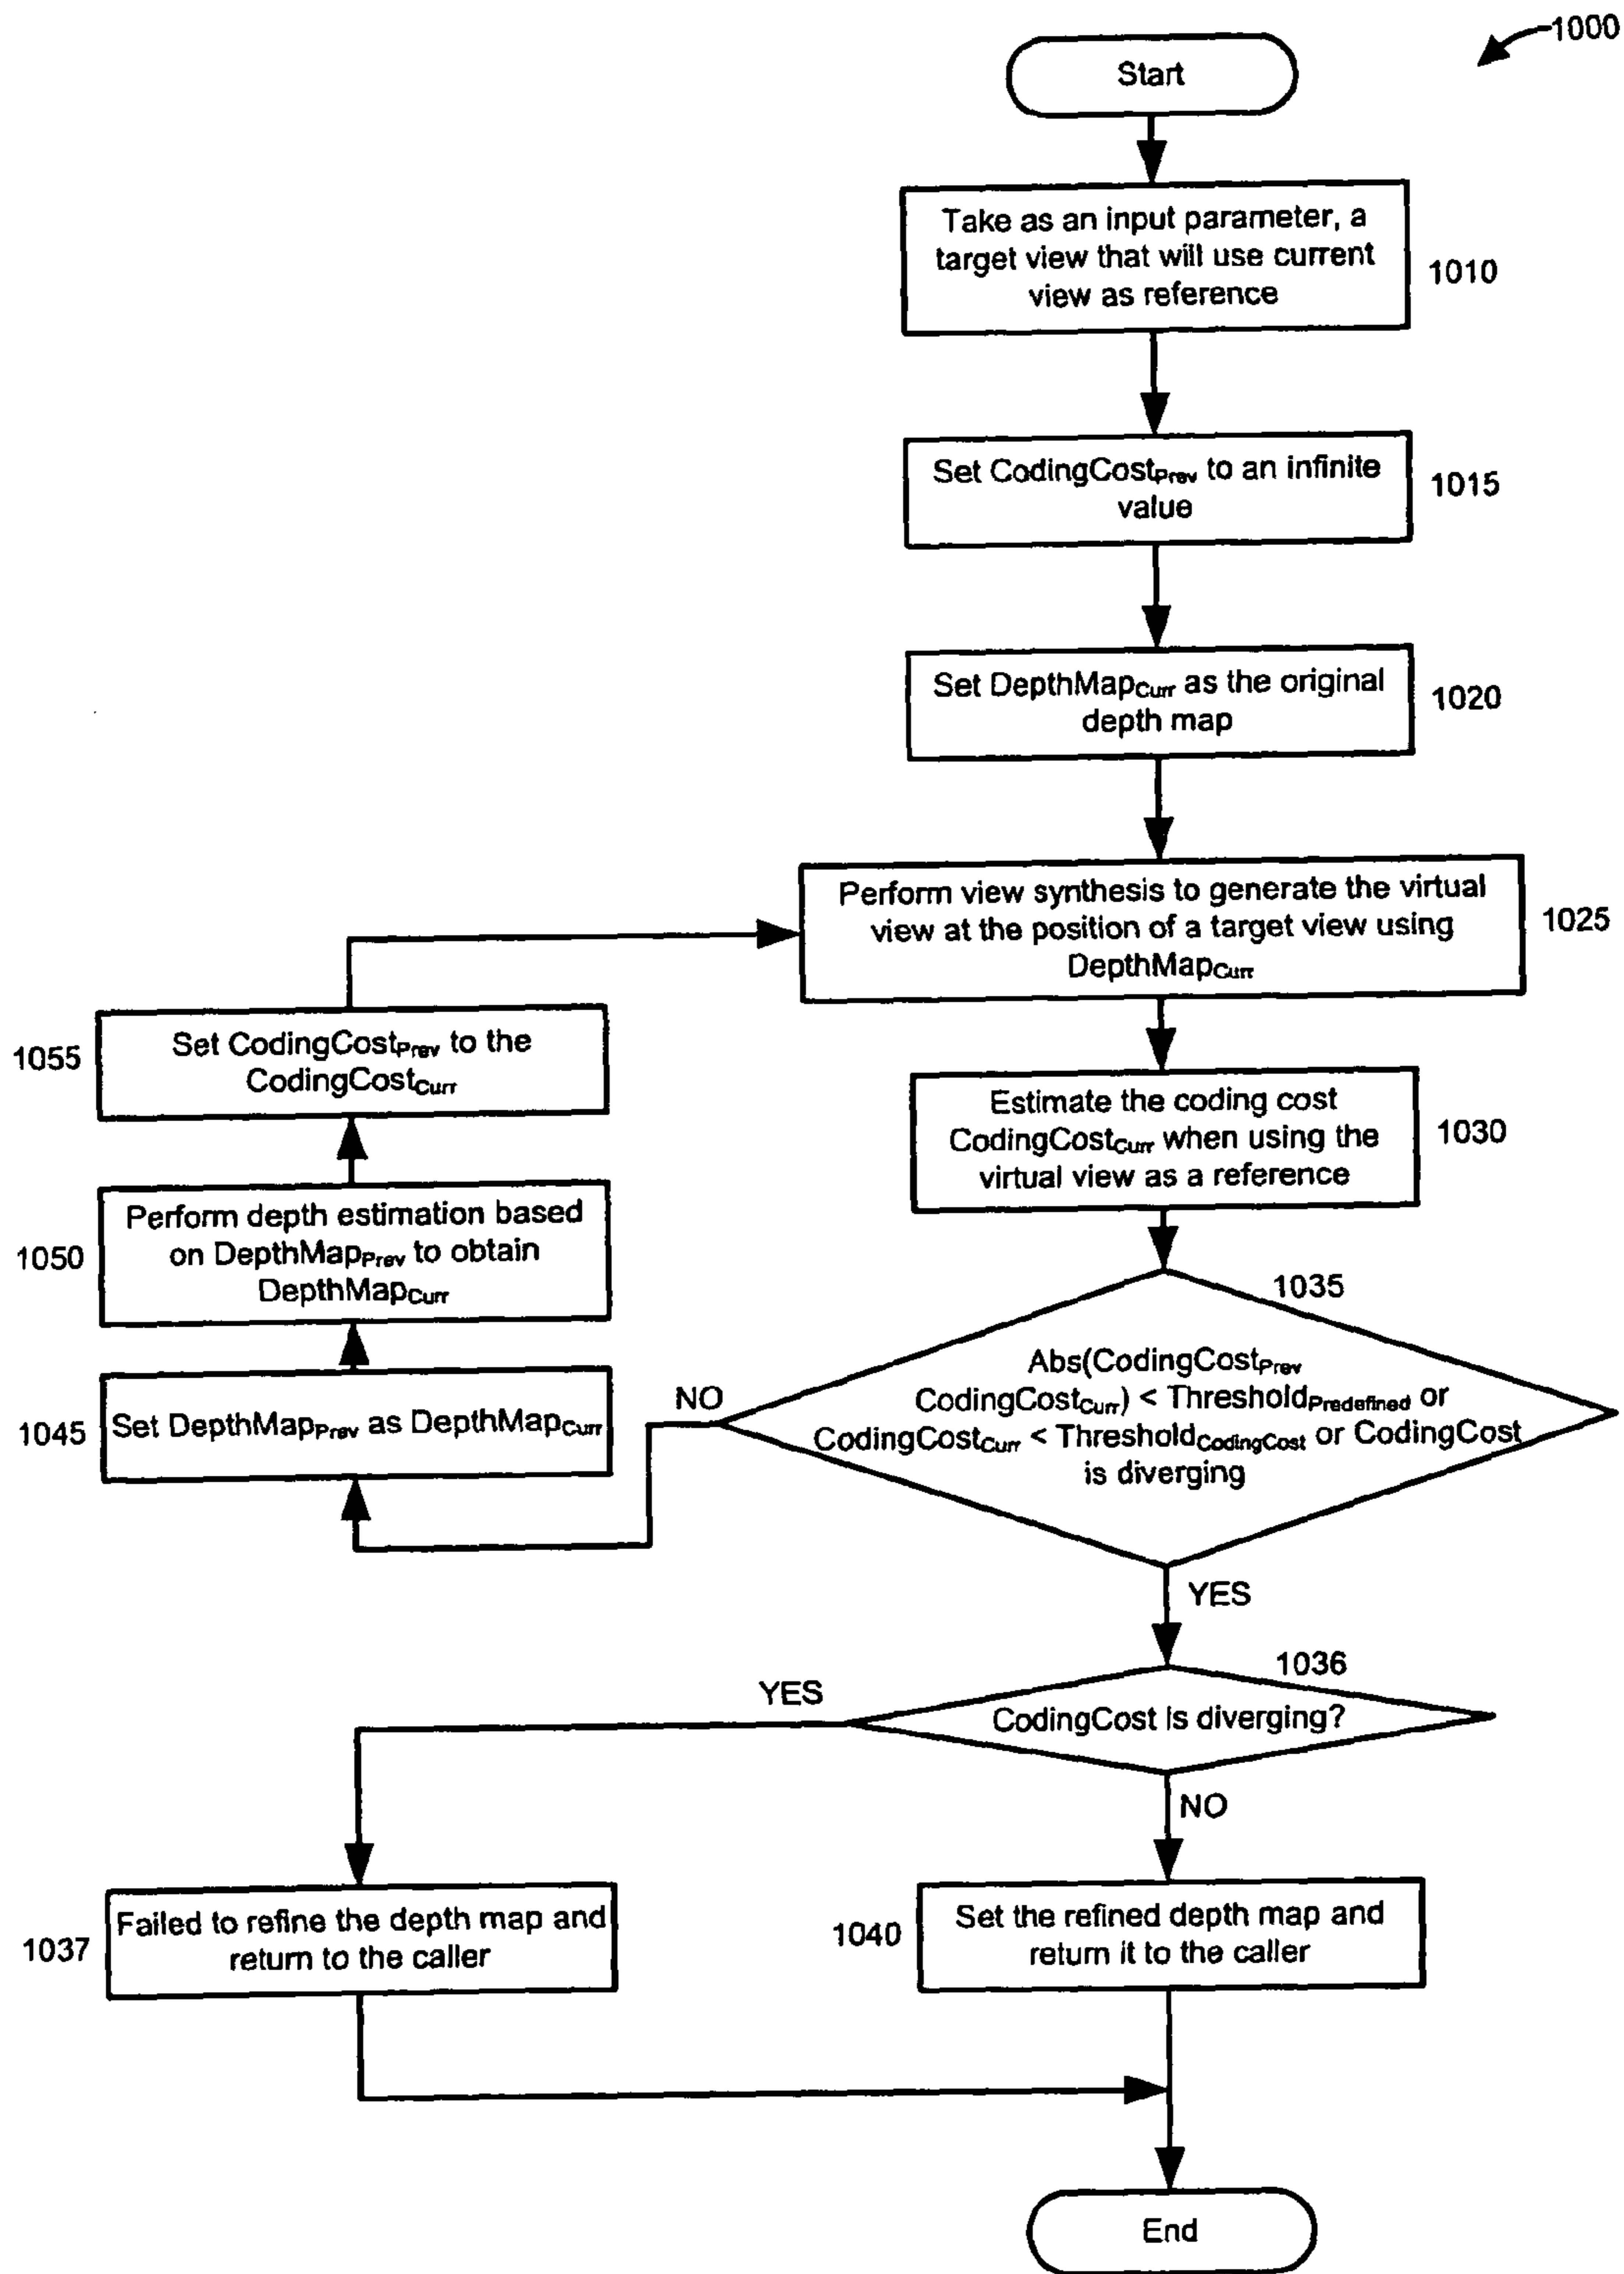 1000
Start
Take as an input parameter, a
target view that will use current
view as reference
1010
Set CodingCostPrev to an infinite
value
1015
Set DepthMapCurr as the original
depth map
1020
Perform view synthesis to generate the virtual
view at the position of a target view using
DepthMapCurr
1025
Estimate the coding cost
CodingCostCurr when using the
virtual view as a reference
1030
1035
Abs(CodingCostPrev
CodingCostCurr) < ThresholdPredefined or
CodingCostCurr < ThresholdCodingCost or CodingCost
is diverging
NO
1045
Set DepthMapPrev as DepthMapCurr
1050
Perform depth estimation based
on DepthMapPrev to obtain
DepthMapCurr
1055
Set CodingCostPrev to the
CodingCostCurr
YES
1036
CodingCost is diverging?
YES
NO
1037
Failed to refine the depth map and
return to the caller
1040
Set the refined depth map and
return it to the caller
End